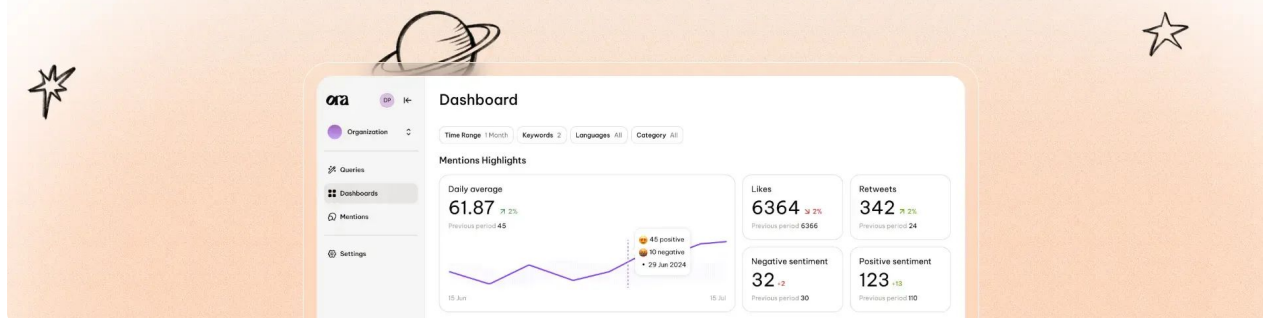 ora
DP
Organization
Queries
Dashboards
Mentions
Settings
Dashboard
Time Range 1 Month
Keywords 2
Languages All
Category All
Mentions Highlights
Daily average
61.87 2%
Previous period 45
45 positive
10 negative
• 29 Jun 2024
15 Jun
15 Jul
Likes
6364 2%
Previous period 6366
Retweets
342 2%
Previous period 24
Negative sentiment
32 +2
Previous period 30
Positive sentiment
123 +13
Previous period 110